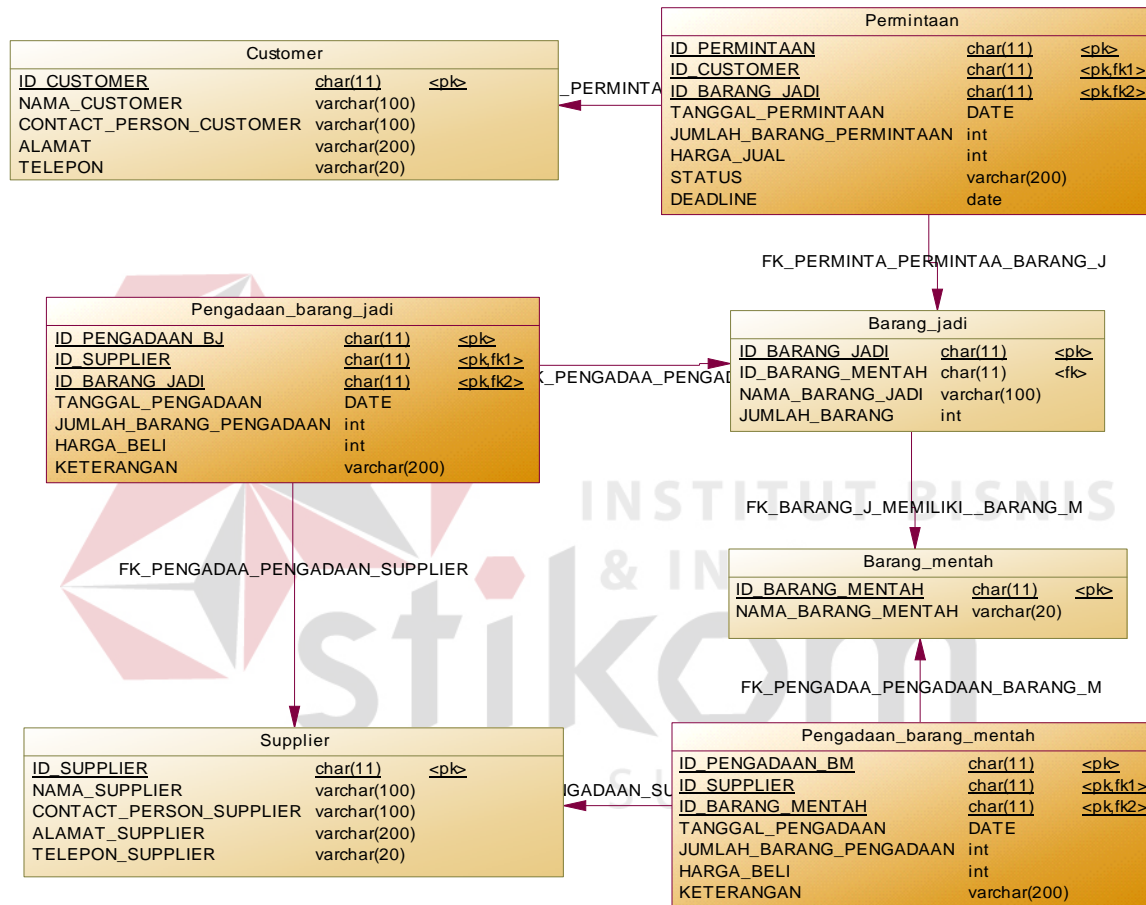 Customer
ID_CUSTOMER char(11) <pk>
NAMA_CUSTOMER varchar(100)
CONTACT_PERSON_CUSTOMER varchar(100)
ALAMAT varchar(200)
TELEPON varchar(20)
_PERMINTA
Permintaan
ID_PERMINTAAN char(11) <pk>
ID_CUSTOMER char(11) <pk,fk1>
ID_BARANG_JADI char(11) <pk,fk2>
TANGGAL_PERMINTAAN DATE
JUMLAH_BARANG_PERMINTAAN int
HARGA_JUAL int
STATUS varchar(200)
DEADLINE date
FK_PERMINTA_PERMINTAA_BARANG_J
Pengadaan_barang_jadi
ID_PENGADAAN_BJ char(11) <pk>
ID_SUPPLIER char(11) <pk,fk1>
ID_BARANG_JADI char(11) <pk,fk2>
TANGGAL_PENGADAAN DATE
JUMLAH_BARANG_PENGADAAN int
HARGA_BELI int
KETERANGAN varchar(200)
K_PENGADAA_PENGAD
Barang_jadi
ID_BARANG_JADI char(11) <pk>
ID_BARANG_MENTAH char(11) <fk>
NAMA_BARANG_JADI varchar(100)
JUMLAH_BARANG int
INSTITUT BISNIS
FK_BARANG_J_MEMILIKI__BARANG_M
FK_PENGADAA_PENGADAAN_SUPPLIER
& IN
stikom
Barang_mentah
ID_BARANG_MENTAH char(11) <pk>
NAMA_BARANG_MENTAH varchar(20)
FK_PENGADAA_PENGADAAN_BARANG_M
Supplier
ID_SUPPLIER char(11) <pk>
NAMA_SUPPLIER varchar(100)
CONTACT_PERSON_SUPPLIER varchar(100)
ALAMAT_SUPPLIER varchar(200)
TELEPON_SUPPLIER varchar(20)
NGADAAN_SU
S U
Pengadaan_barang_mentah
ID_PENGADAAN_BM char(11) <pk>
ID_SUPPLIER char(11) <pk,fk1>
ID_BARANG_MENTAH char(11) <pk,fk2>
TANGGAL_PENGADAAN DATE
JUMLAH_BARANG_PENGADAAN int
HARGA_BELI int
KETERANGAN varchar(200)